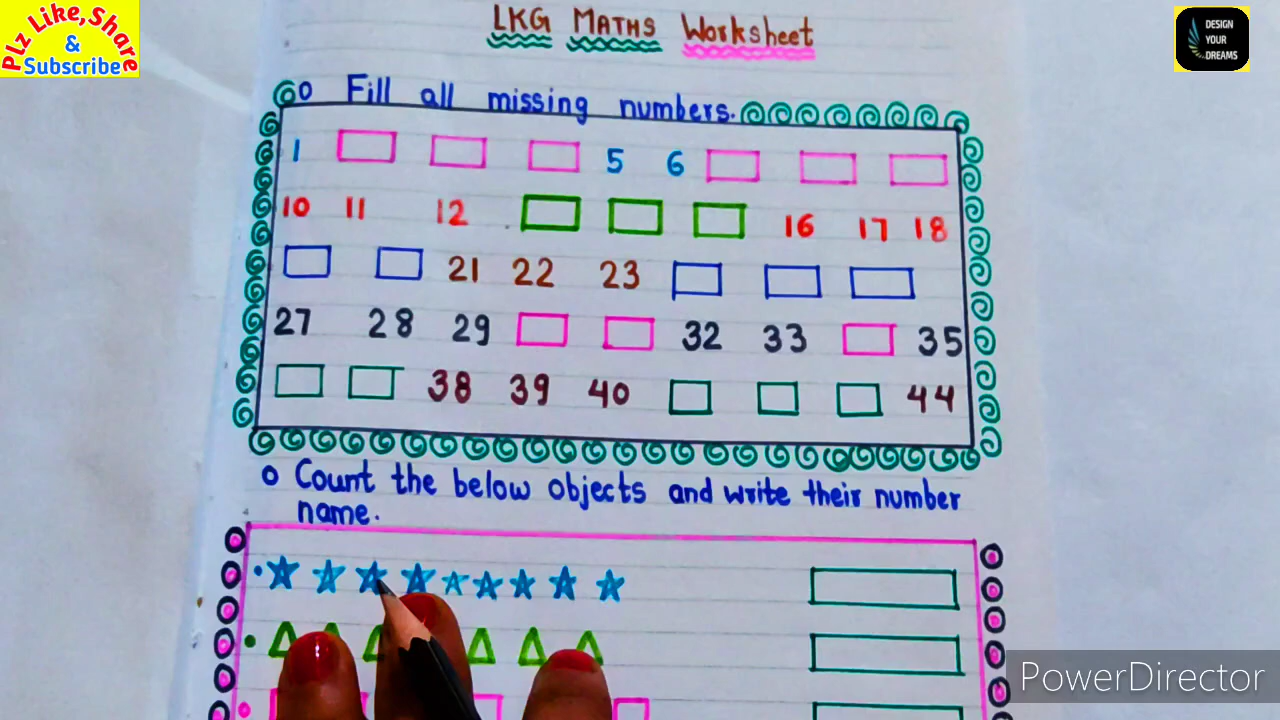 Plz Like, Share
&
Subscribe
DESIGN
YOUR
DREAMS
LKG MATHS Worksheet
o Fill all missing numbers.
1 5 6
10 11 12 16 17 18
21 22 23
27 28 29 32 33 35
38 39 40 44
o Count the below objects and write their number
name.
PowerDirector